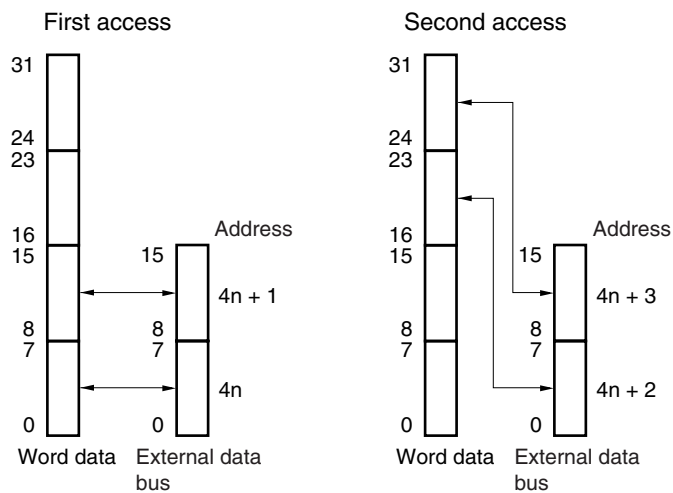 First access
31
24
23
16
15
8
7
0
Word data
Address
15
4n + 1
8
7
4n
0
External data
bus
Second access
31
24
23
16
15
8
7
0
Word data
Address
15
4n + 3
8
7
4n + 2
0
External data
bus